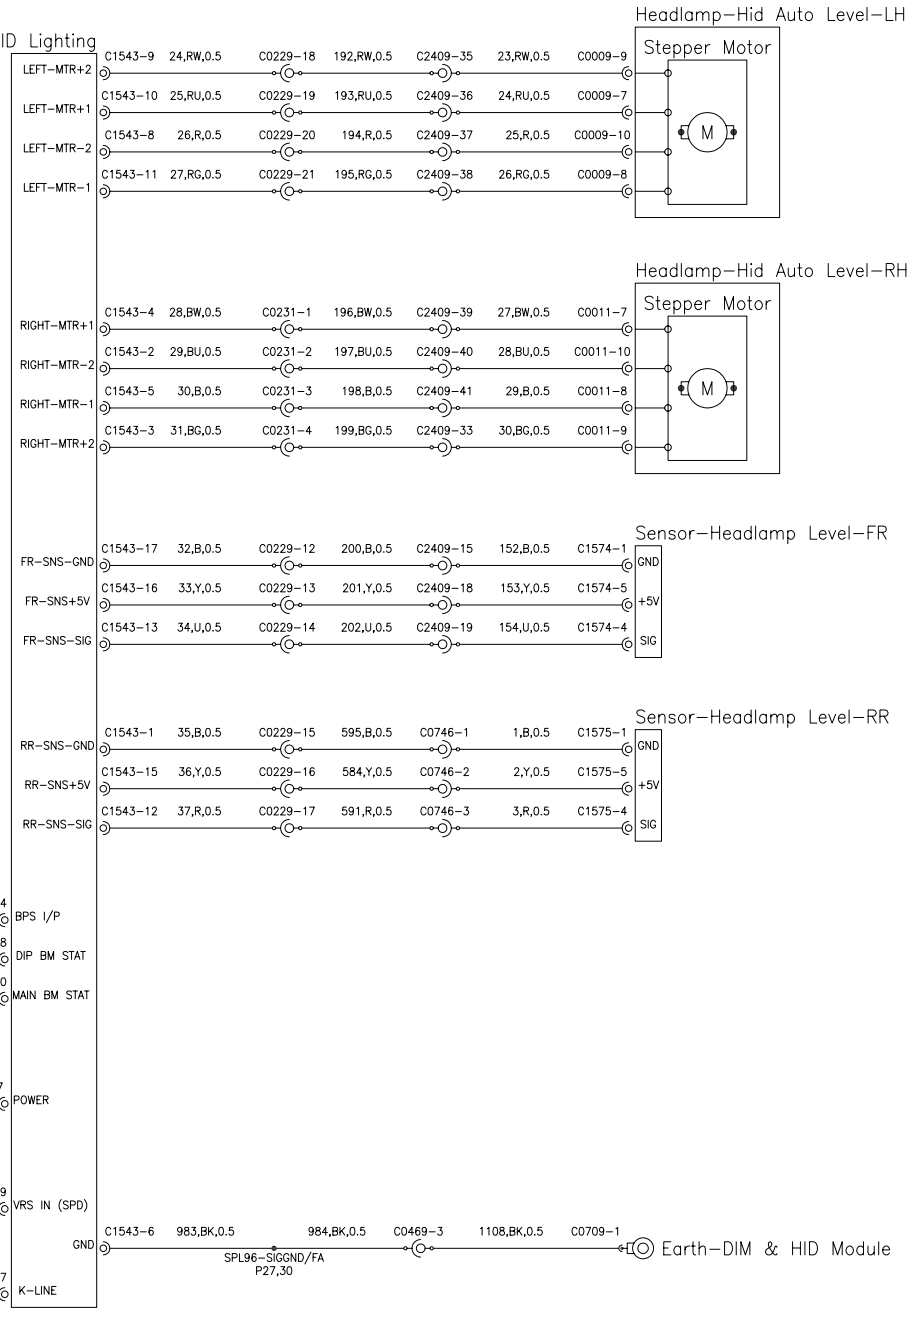 Headlamp-Hid Auto Level-LH
ID Lighting
Stepper Motor
LEFT-MTR+2 C1543-9 24,RW,0.5 C0229-18 192,RW,0.5 C2409-35 23,RW,0.5 C0009-9
LEFT-MTR+1 C1543-10 25,RU,0.5 C0229-19 193,RU,0.5 C2409-36 24,RU,0.5 C0009-7
M
LEFT-MTR-2 C1543-8 26,R,0.5 C0229-20 194,R,0.5 C2409-37 25,R,0.5 C0009-10
LEFT-MTR-1 C1543-11 27,RG,0.5 C0229-21 195,RG,0.5 C2409-38 26,RG,0.5 C0009-8
Headlamp-Hid Auto Level-RH
Stepper Motor
RIGHT-MTR+1 C1543-4 28,BW,0.5 C0231-1 196,BW,0.5 C2409-39 27,BW,0.5 C0011-7
RIGHT-MTR-2 C1543-2 29,BU,0.5 C0231-2 197,BU,0.5 C2409-40 28,BU,0.5 C0011-10
M
RIGHT-MTR-1 C1543-5 30,B,0.5 C0231-3 198,B,0.5 C2409-41 29,B,0.5 C0011-8
RIGHT-MTR+2 C1543-3 31,BG,0.5 C0231-4 199,BG,0.5 C2409-33 30,BG,0.5 C0011-9
Sensor-Headlamp Level-FR
FR-SNS-GND C1543-17 32,B,0.5 C0229-12 200,B,0.5 C2409-15 152,B,0.5 C1574-1 GND
FR-SNS+5V C1543-16 33,Y,0.5 C0229-13 201,Y,0.5 C2409-18 153,Y,0.5 C1574-5 +5V
FR-SNS-SIG C1543-13 34,U,0.5 C0229-14 202,U,0.5 C2409-19 154,U,0.5 C1574-4 SIG
Sensor-Headlamp Level-RR
RR-SNS-GND C1543-1 35,B,0.5 C0229-15 595,B,0.5 C0746-1 1,B,0.5 C1575-1 GND
RR-SNS+5V C1543-15 36,Y,0.5 C0229-16 584,Y,0.5 C0746-2 2,Y,0.5 C1575-5 +5V
RR-SNS-SIG C1543-12 37,R,0.5 C0229-17 591,R,0.5 C0746-3 3,R,0.5 C1575-4 SIG
4
BPS I/P
8
DIP BM STAT
0
MAIN BM STAT
7
POWER
9
VRS IN (SPD)
GND C1543-6 983,BK,0.5 984,BK,0.5 C0469-3 1108,BK,0.5 C0709-1 Earth-DIM & HID Module
SPL96-SIGGND/FA
P27,30
7
K-LINE